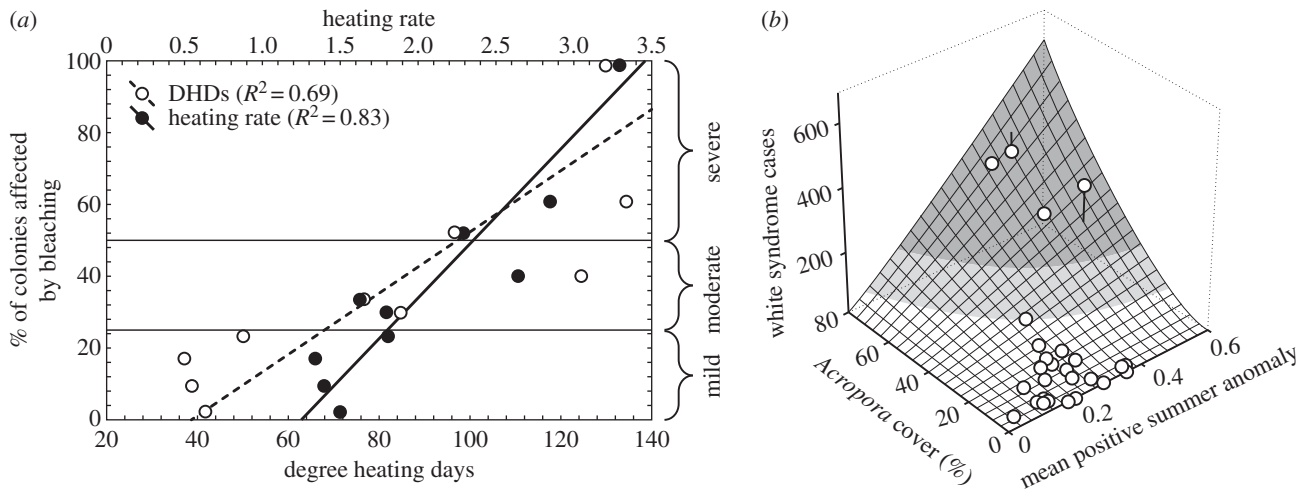 (a)
heating rate
0 0.5 1.0 1.5 2.0 2.5 3.0 3.5
100
80
60
40
20
0
% of colonies affected
by bleaching
DHDs (R² = 0.69)
heating rate (R² = 0.83)
severe
moderate
mild
20 40 60 80 100 120 140
degree heating days
(b)
white syndrome cases
600
400
200
80
60
40
20
0
Acropora cover (%)
0
0.2
0.4
0.6
mean positive summer anomaly